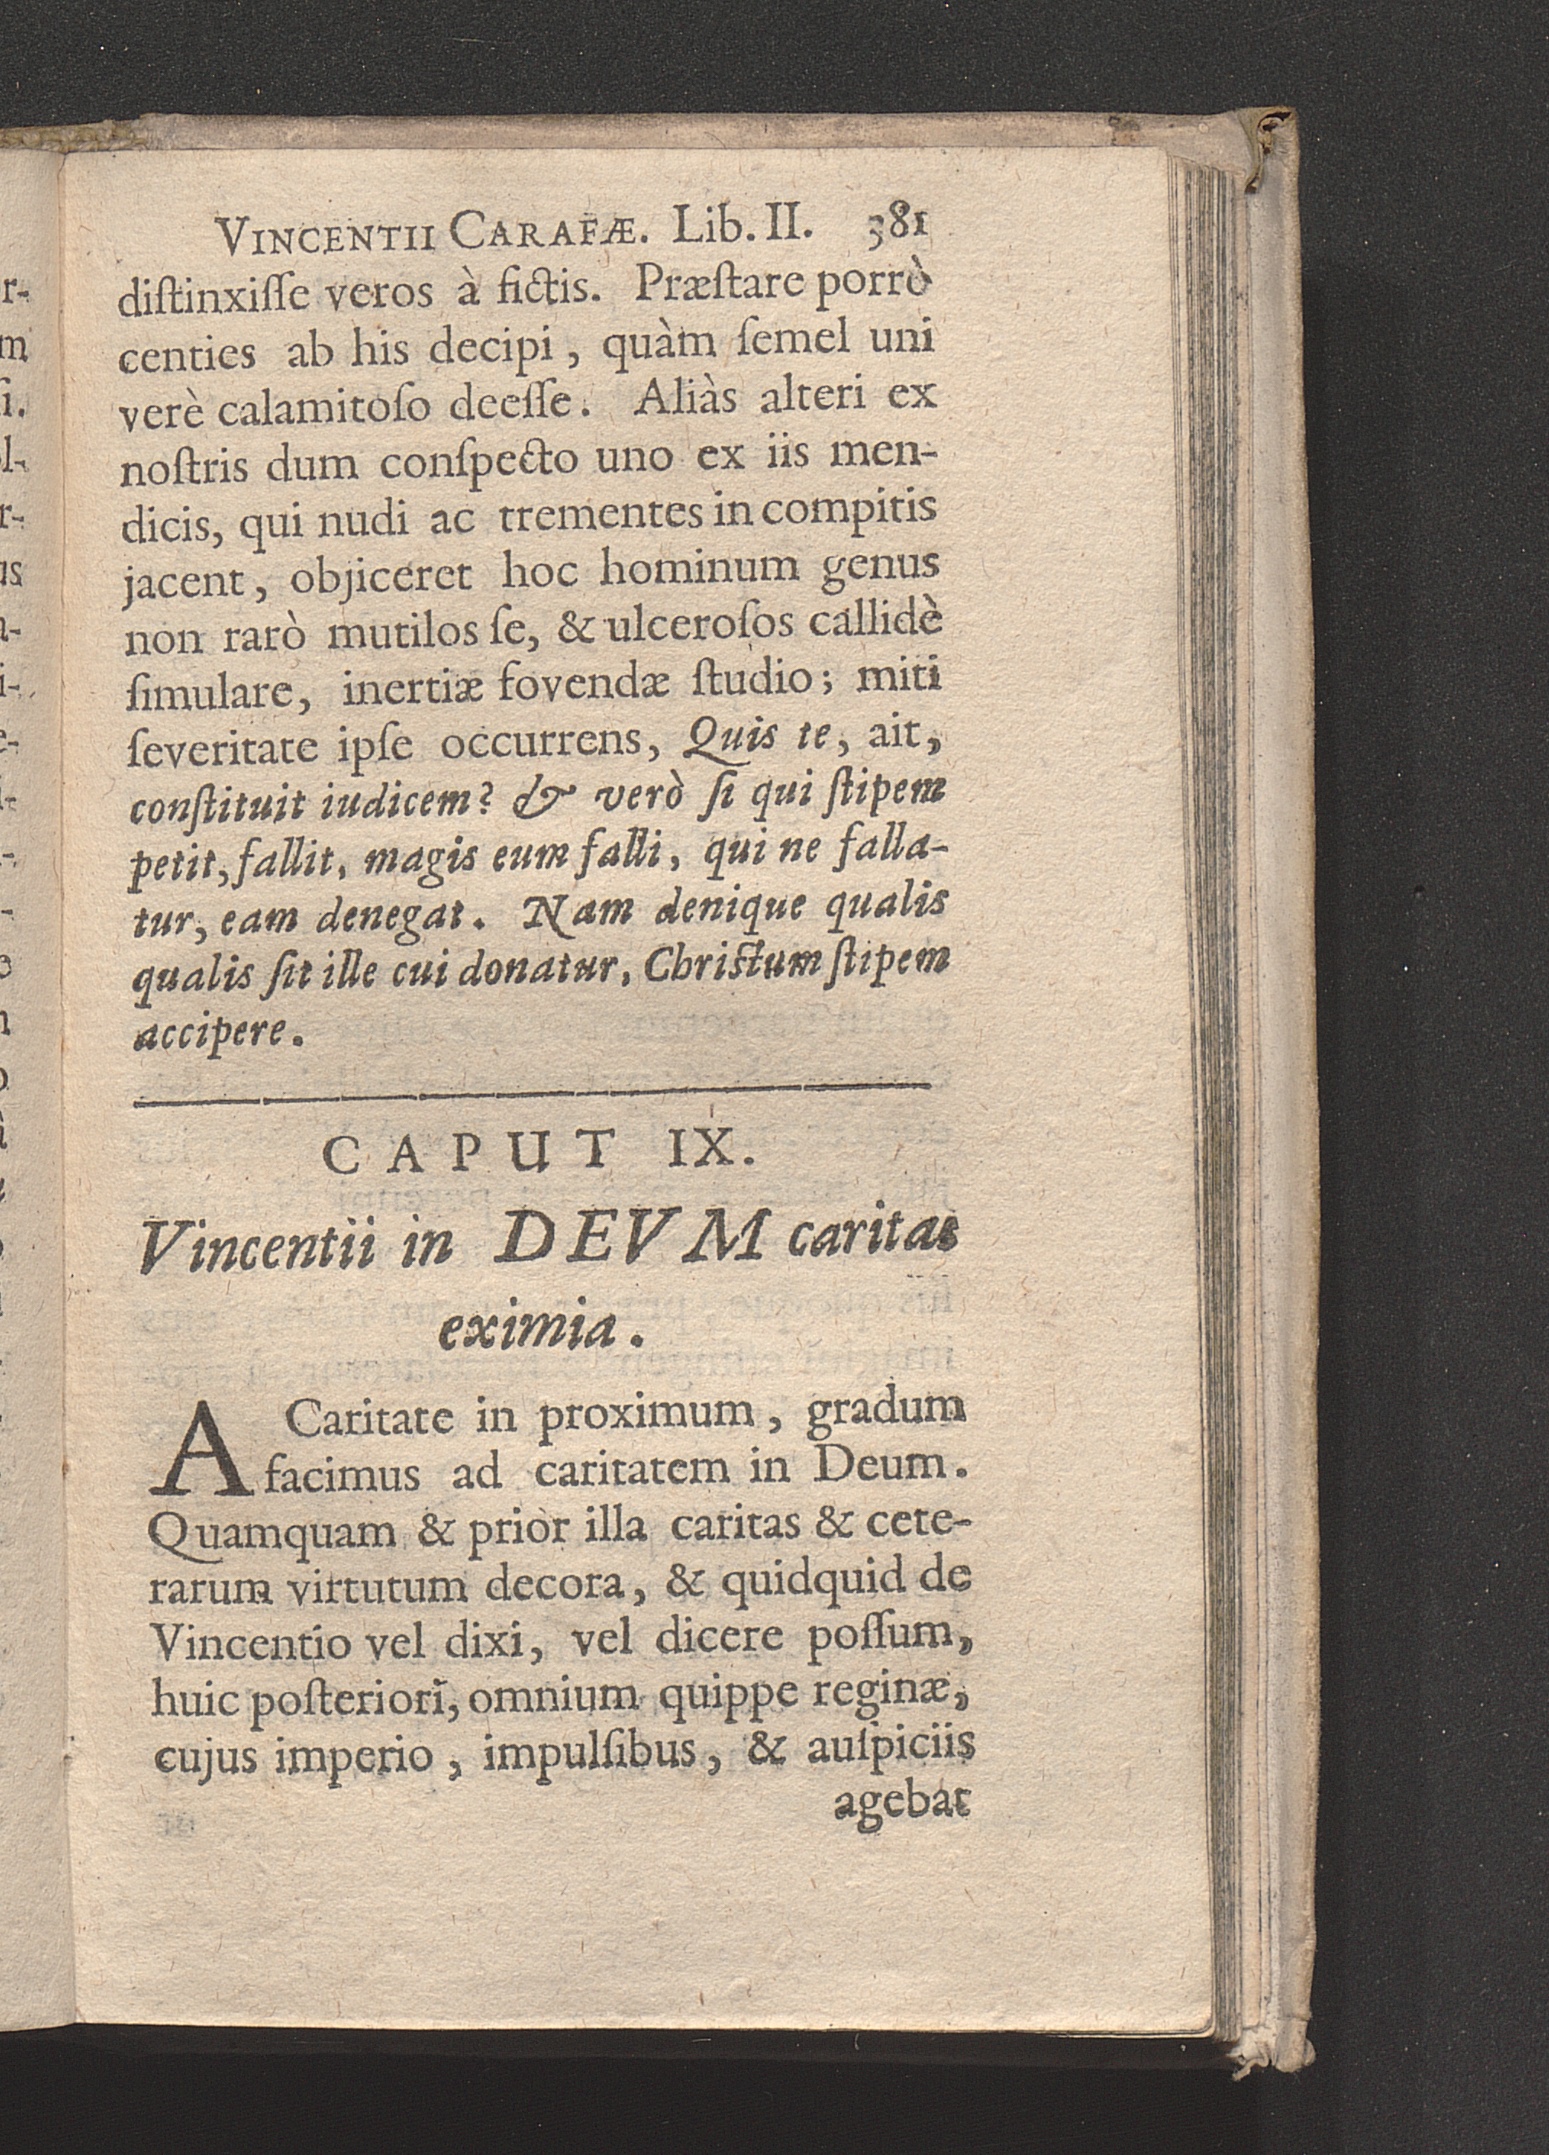 VINCENTII CARAFÆ. Lib. II. 381
diſtinxiſſe veros à fictis. Præſtare porrò
centies ab his decipi, quàm ſemel uni
verè calamitoſo deeſſe. Aliàs alteri ex
noſtris dum conſpecto uno ex iis men-
dicis, qui nudi ac trementes in compitis
jacent, objiceret hoc hominum genus
non rarò mutilos ſe, & ulceroſos callidè
ſimulare, inertiæ fovendæ ſtudio; miti
ſeveritate ipſe occurrens, Quis te, ait,
conſtituit iudicem? & verò ſi qui ſtipem
petit, fallit, magis eum falli, qui ne falla-
tur, eam denegat. Nam denique qualis
qualis ſit ille cui donatur, Chriſtum ſtipem
accipere.
CAPUT IX.
Vincentii in DEVM caritas
eximia.
A Caritate in proximum, gradum
facimus ad caritatem in Deum.
Quamquam & prior illa caritas & cete-
rarum virtutum decora, & quidquid de
Vincentio vel dixi, vel dicere poſſum,
huic poſteriori, omnium quippe reginæ,
cujus imperio, impulſibus, & auſpiciis
agebat